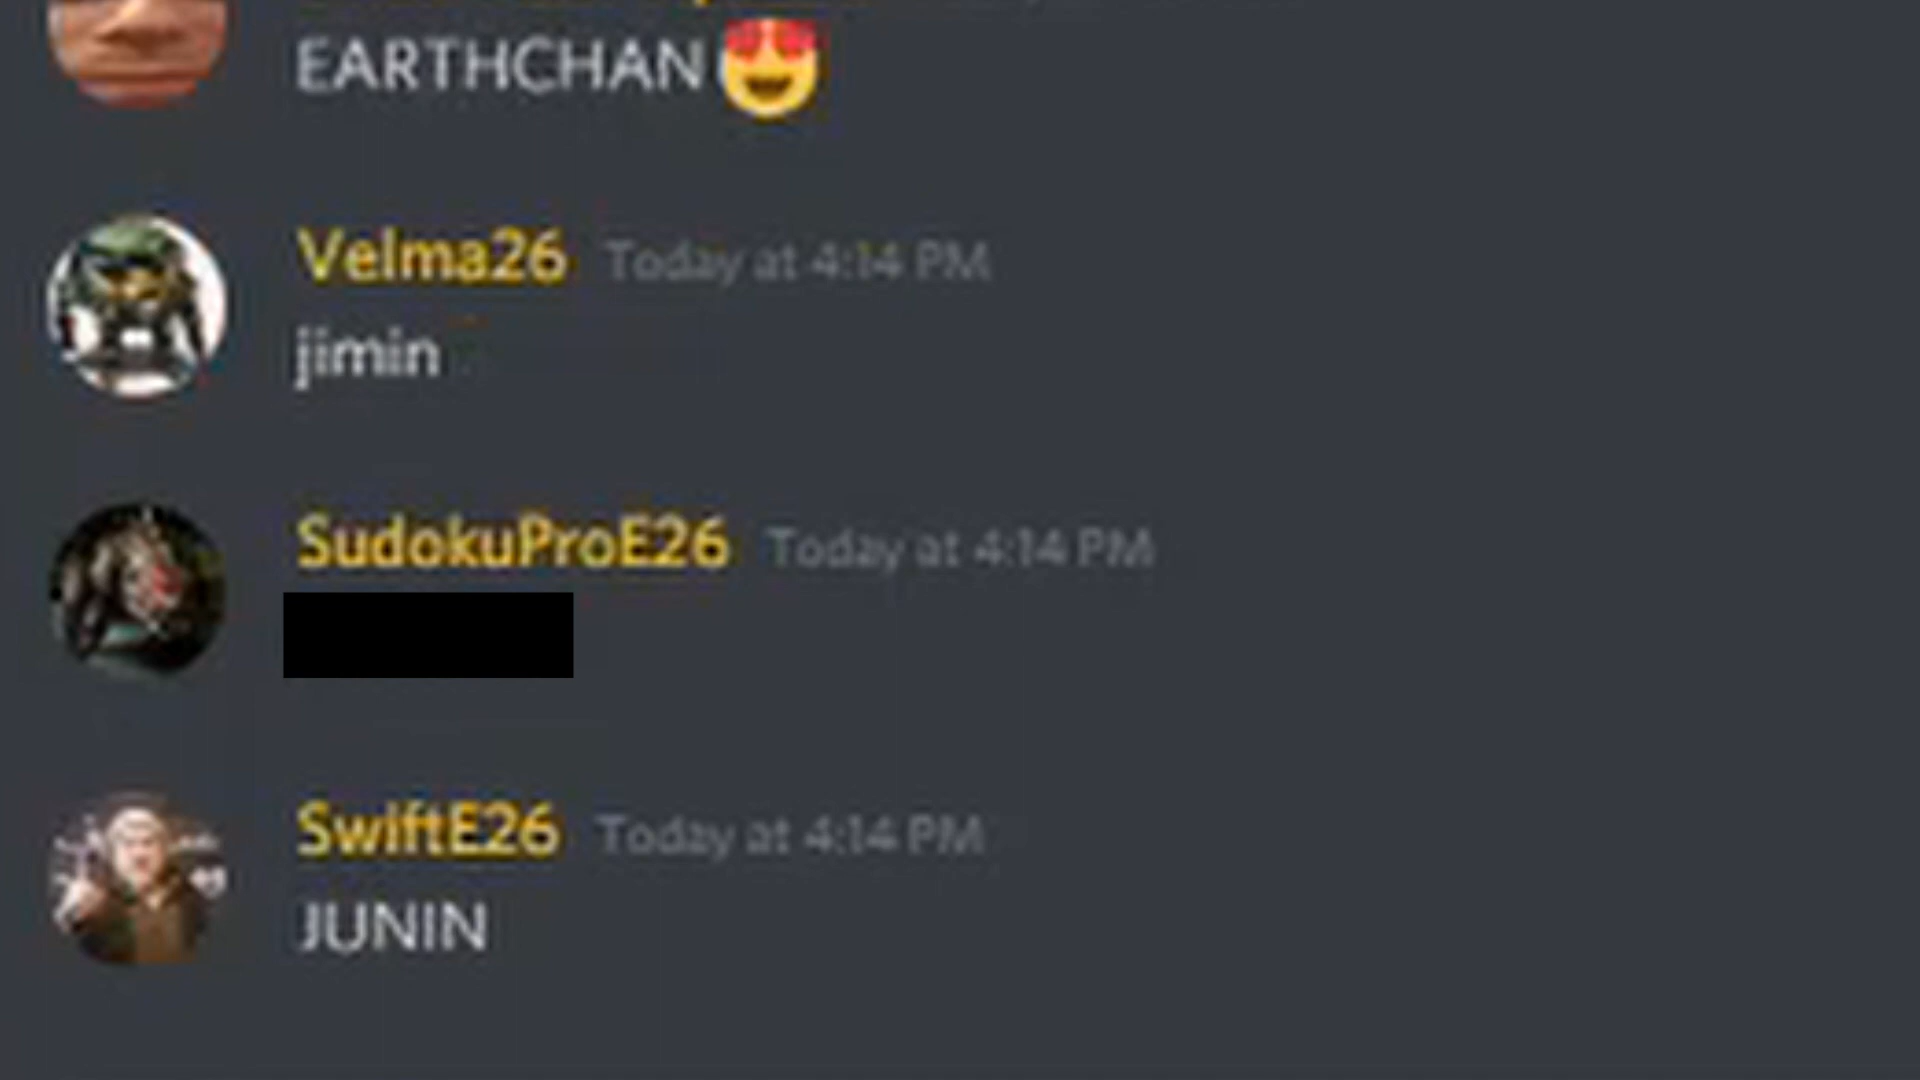 EARTHCHAN😍
Velma26 Today at 4:14 PM
jimin
SudokuProE26 Today at 4:14 PM
SwiftE26 Today at 4:14 PM
JUNIN